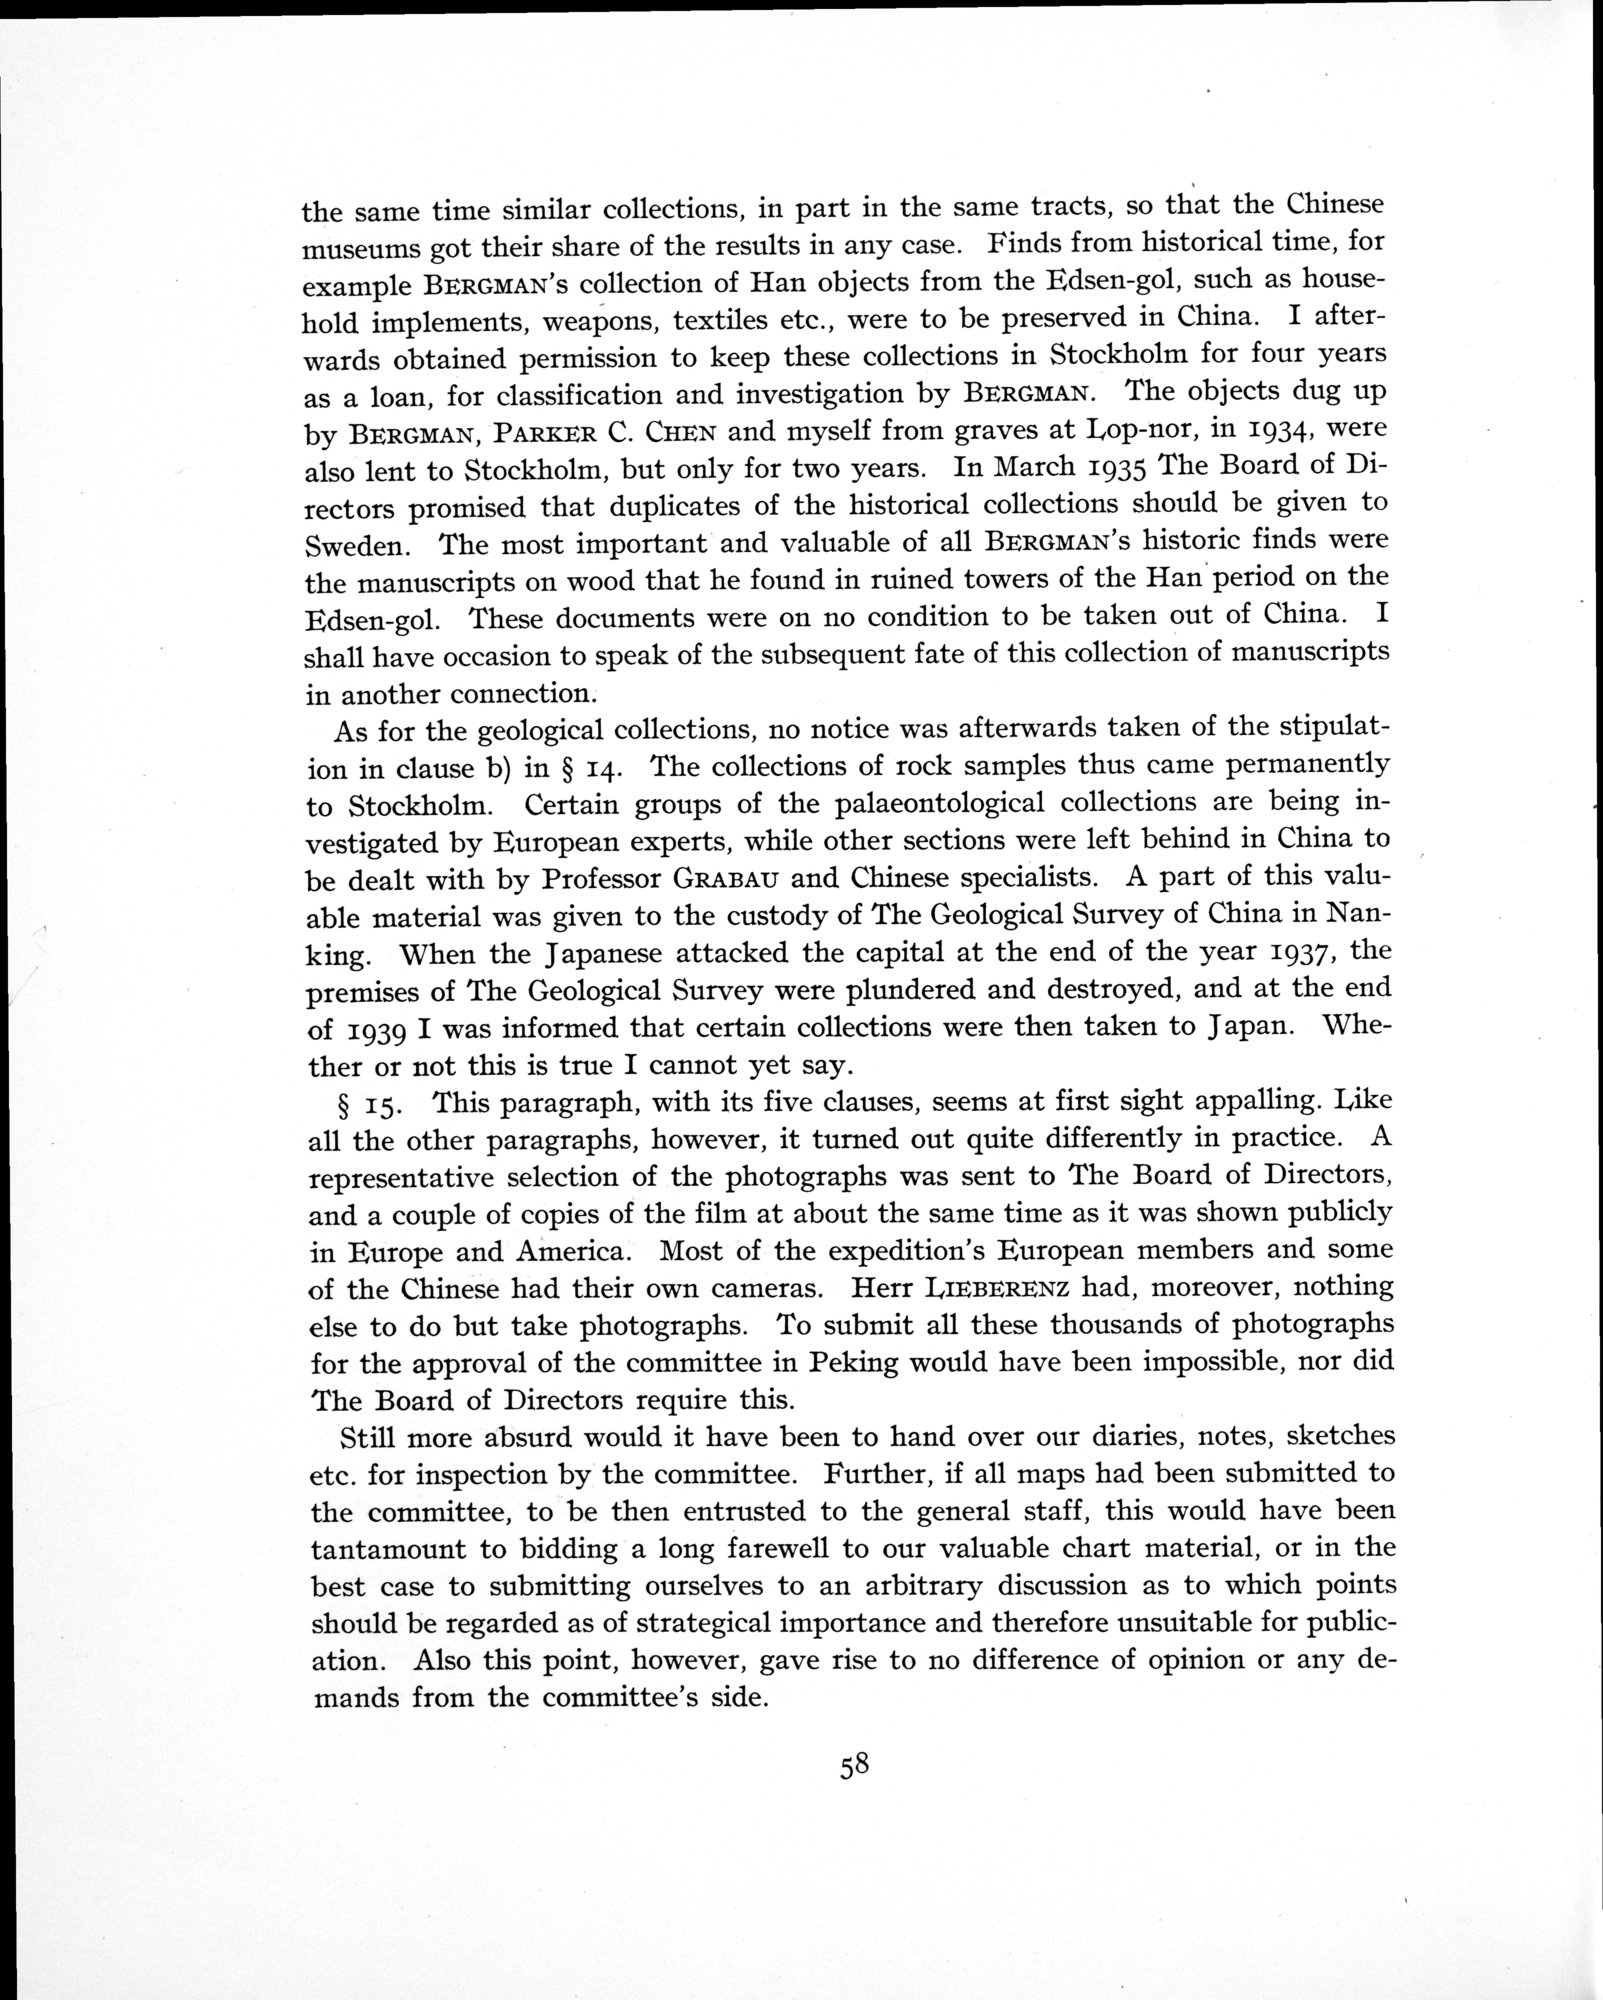 the same time similar collections, in part in the same tracts, so that the Chinese
museums got their share of the results in any case. Finds from historical time, for
example BERGMAN's collection of Han objects from the Edsen-gol, such as house-
hold implements, weapons, textiles etc., were to be preserved in China. I after-
wards obtained permission to keep these collections in Stockholm for four years
as a loan, for classification and investigation by BERGMAN. The objects dug up
by BERGMAN, PARKER C. CHEN and myself from graves at Lop-nor, in 1934, were
also lent to Stockholm, but only for two years. In March 1935 The Board of Di-
rectors promised that duplicates of the historical collections should be given to
Sweden. The most important and valuable of all BERGMAN's historic finds were
the manuscripts on wood that he found in ruined towers of the Han period on the
Edsen-gol. These documents were on no condition to be taken out of China. I
shall have occasion to speak of the subsequent fate of this collection of manuscripts
in another connection.
As for the geological collections, no notice was afterwards taken of the stipulat-
ion in clause b) in § 14. The collections of rock samples thus came permanently
to Stockholm. Certain groups of the palaeontological collections are being in-
vestigated by European experts, while other sections were left behind in China to
be dealt with by Professor GRABAU and Chinese specialists. A part of this valu-
able material was given to the custody of The Geological Survey of China in Nan-
king. When the Japanese attacked the capital at the end of the year 1937, the
premises of The Geological Survey were plundered and destroyed, and at the end
of 1939 I was informed that certain collections were then taken to Japan. Whe-
ther or not this is true I cannot yet say.
§ 15. This paragraph, with its five clauses, seems at first sight appalling. Like
all the other paragraphs, however, it turned out quite differently in practice. A
representative selection of the photographs was sent to The Board of Directors,
and a couple of copies of the film at about the same time as it was shown publicly
in Europe and America. Most of the expedition's European members and some
of the Chinese had their own cameras. Herr LIEBERENZ had, moreover, nothing
else to do but take photographs. To submit all these thousands of photographs
for the approval of the committee in Peking would have been impossible, nor did
The Board of Directors require this.
Still more absurd would it have been to hand over our diaries, notes, sketches
etc. for inspection by the committee. Further, if all maps had been submitted to
the committee, to be then entrusted to the general staff, this would have been
tantamount to bidding a long farewell to our valuable chart material, or in the
best case to submitting ourselves to an arbitrary discussion as to which points
should be regarded as of strategical importance and therefore unsuitable for public-
ation. Also this point, however, gave rise to no difference of opinion or any de-
mands from the committee's side.
58